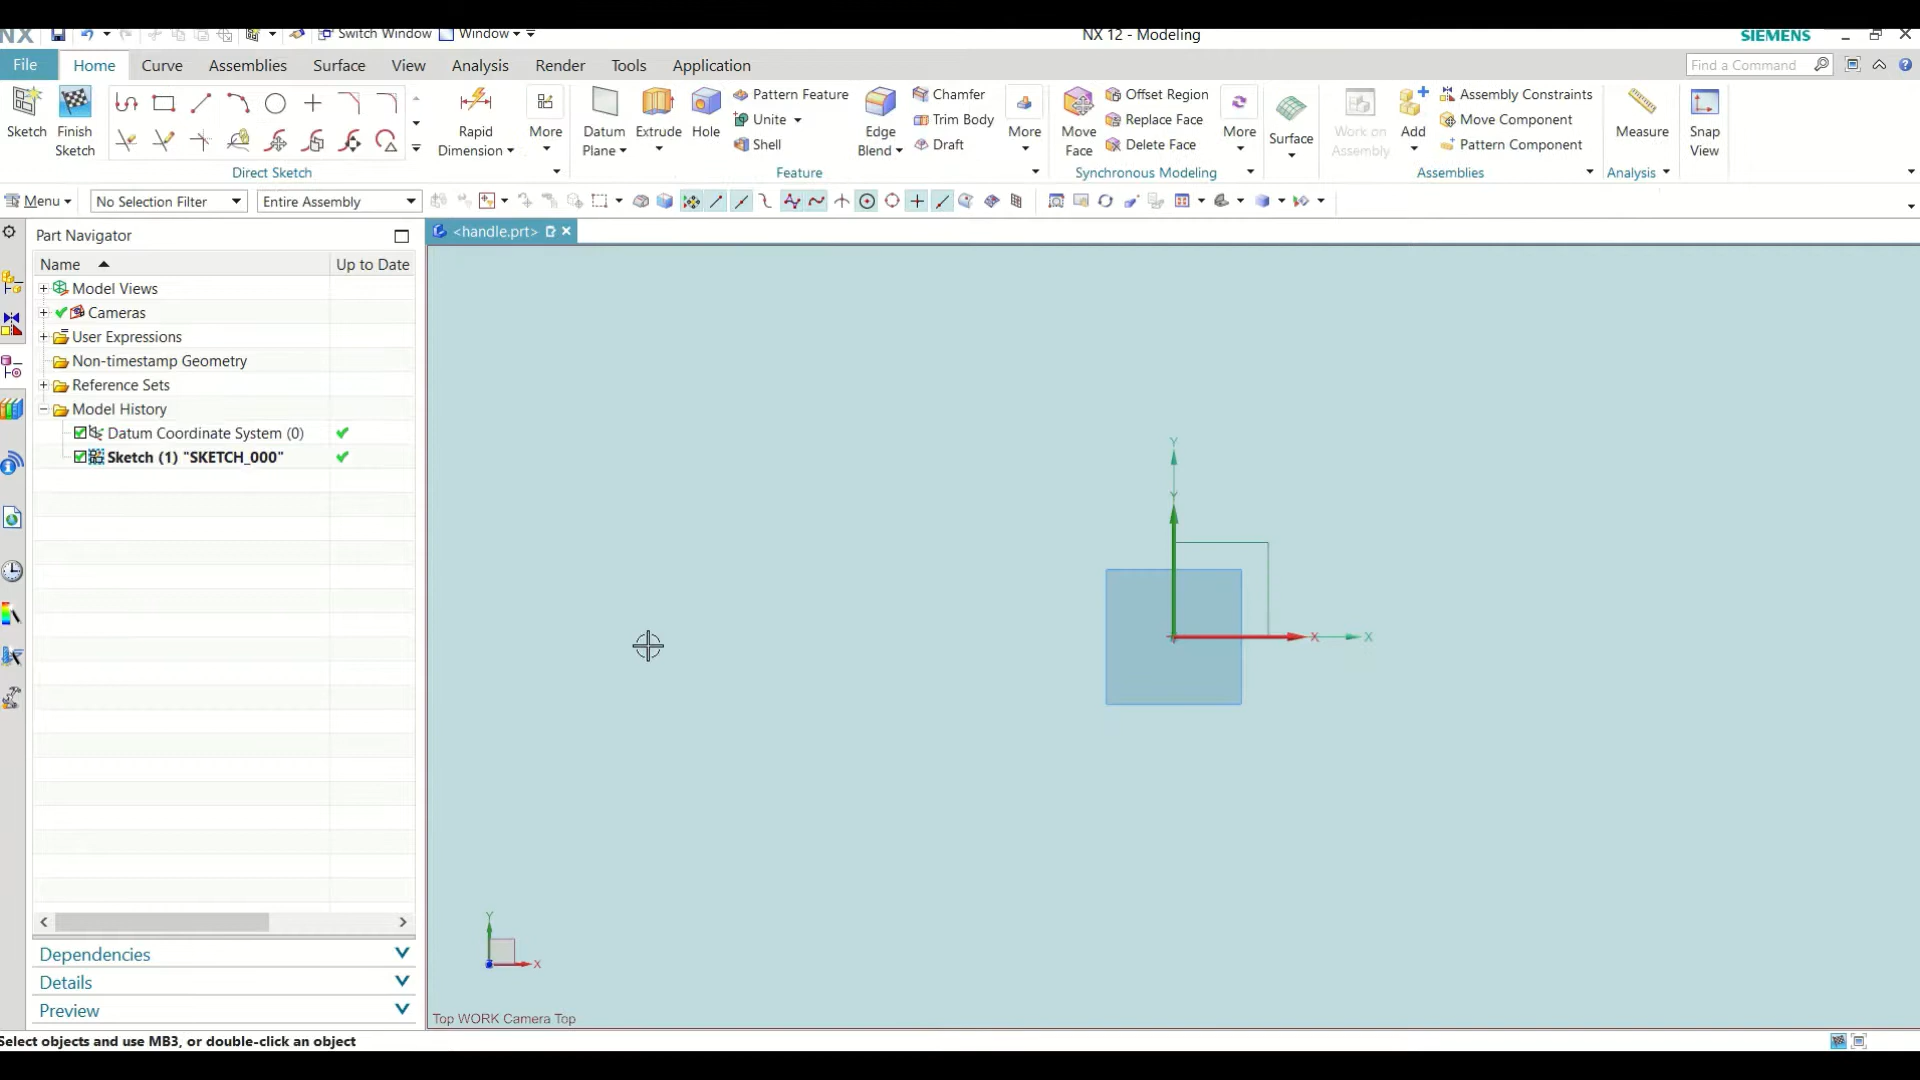 NX Switch Window Window NX 12 - Modeling SIEMENS
File Home Curve Assemblies Surface View Analysis Render Tools Application Find a Command
Sketch Finish Sketch Rapid Dimension More Datum Plane Extrude Hole Pattern Feature Unite Shell Edge Blend Chamfer Trim Body Draft More Move Face Offset Region Replace Face Delete Face More Surface Work on Assembly Add Assembly Constraints Move Component Pattern Component Measure Snap View
Direct Sketch Feature Synchronous Modeling Assemblies Analysis
Menu No Selection Filter Entire Assembly
Part Navigator <handle.prt>
Name Up to Date
Model Views
Cameras
User Expressions
Non-timestamp Geometry
Reference Sets
Model History
Datum Coordinate System (0)
Sketch (1) "SKETCH_000"
Y
Y
X X
Y
X
Dependencies
Details
Preview
Top WORK Camera Top
Select objects and use MB3, or double-click an object